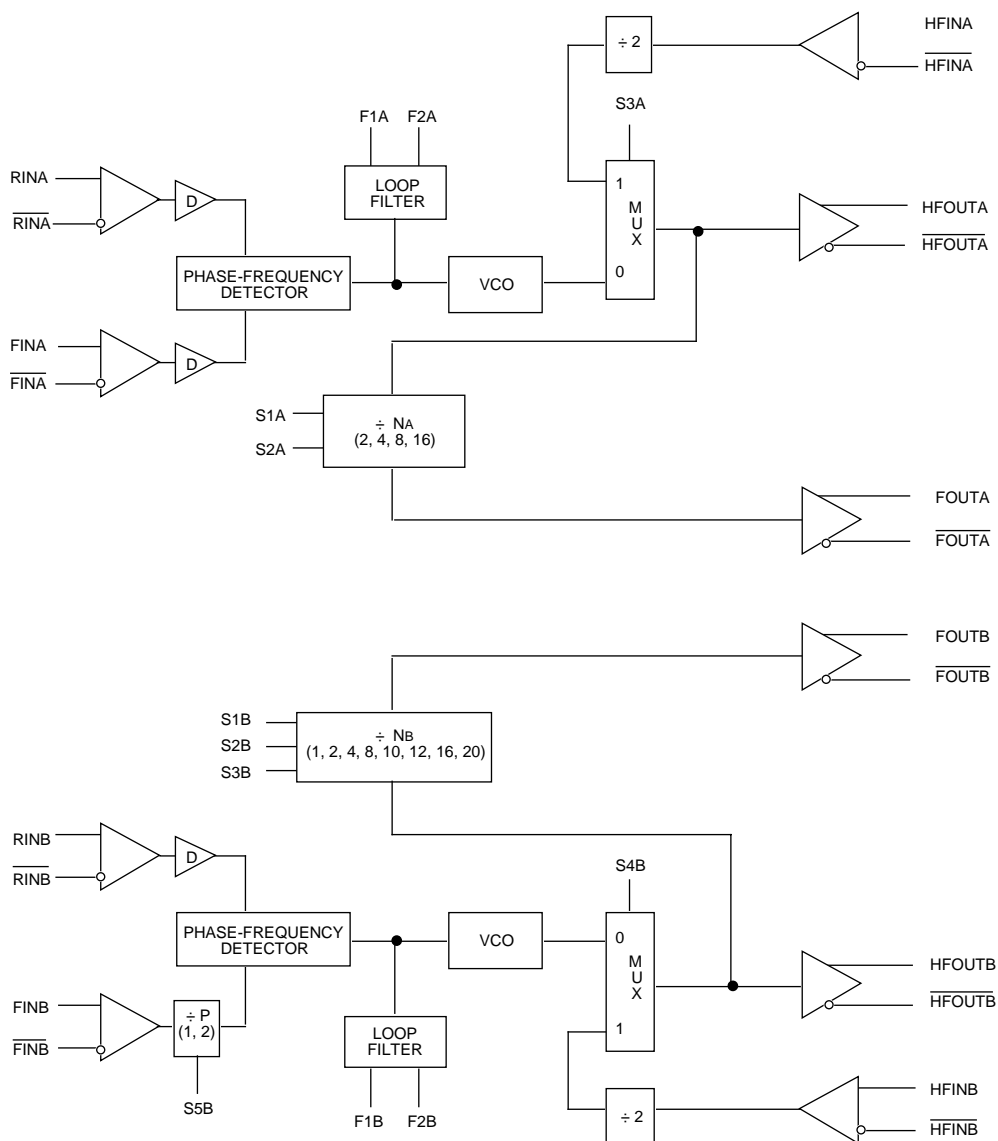 HFINA
÷ 2
HFINA
S3A
F1A F2A
RINA
LOOP
FILTER
1
D
HFOUTA
RINA
M
U
X
HFOUTA
PHASE-FREQUENCY
DETECTOR
VCO
0
FINA
D
FINA
S1A
÷ NA
(2, 4, 8, 16)
S2A
FOUTA
FOUTA
FOUTB
FOUTB
S1B
÷ NB
(1, 2, 4, 8, 10, 12, 16, 20)
S2B
S3B
RINB
D
RINB
S4B
PHASE-FREQUENCY
DETECTOR
VCO
0
M
U
X
HFOUTB
HFOUTB
FINB
÷ P
(1, 2)
1
FINB
LOOP
FILTER
S5B
F1B F2B
÷ 2
HFINB
HFINB